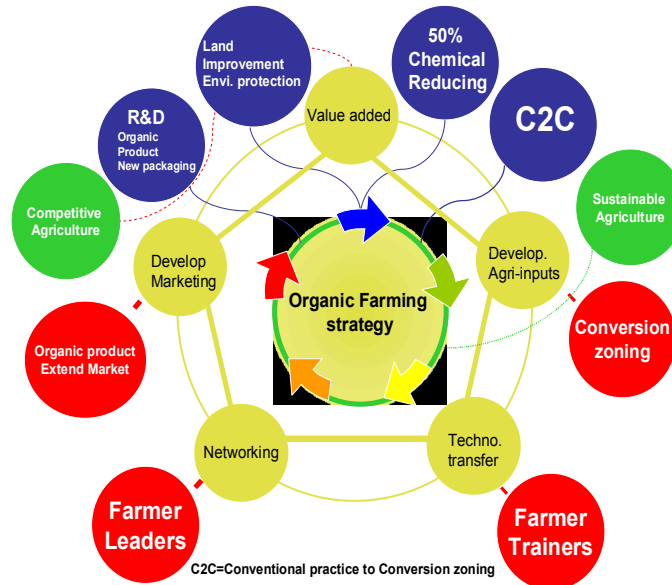 Land
Improvement
Envi. protection
50%
Chemical
Reducing
Value added
R&D
Organic
Product
New packaging
C2C
Competitive
Agriculture
Sustainable
Agriculture
Develop
Marketing
Develop.
Agri-inputs
Organic Farming
strategy
Organic product
Extend Market
Conversion
zoning
Networking
Techno.
transfer
Farmer
Leaders
Farmer
Trainers
C2C=Conventional practice to Conversion zoning